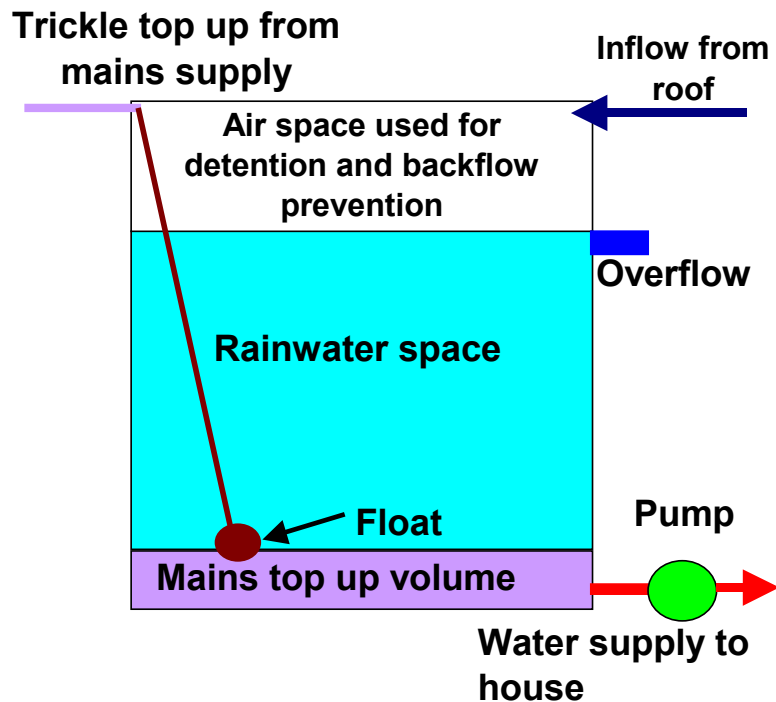 Trickle top up from
mains supply
Inflow from
roof
Air space used for
detention and backflow
prevention
Overflow
Rainwater space
Float
Pump
Mains top up volume
Water supply to
house